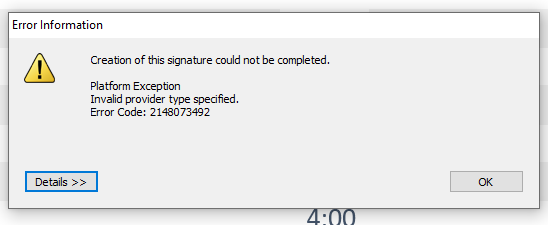 Error Information
Creation of this signature could not be completed.
Platform Exception
Invalid provider type specified.
Error Code: 2148073492
Details >>
OK
4:00